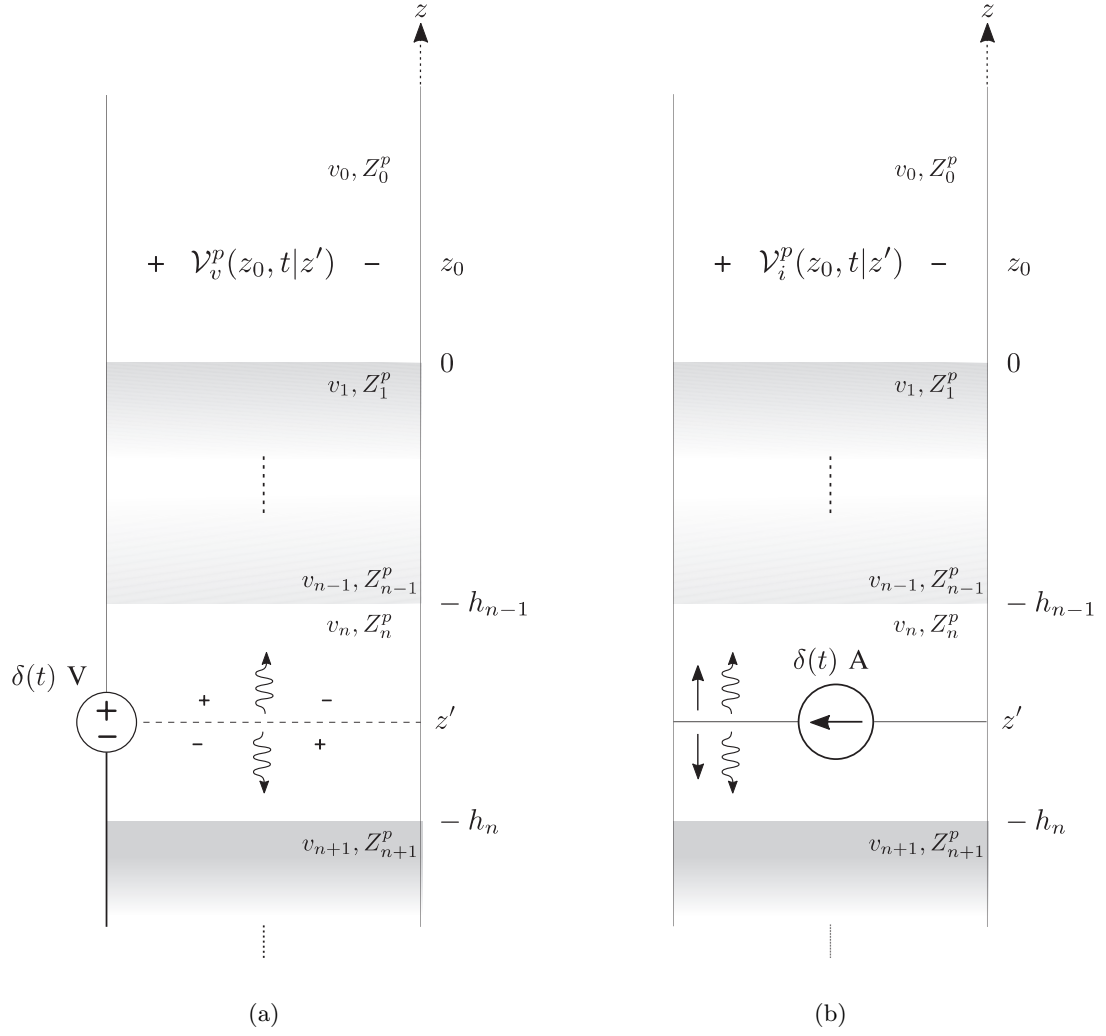 z
v_0, Z_0^p
+ 𝒱_v^p(z_0, t|z′) −
z_0
0
v_1, Z_1^p
v_{n−1}, Z_{n−1}^p
− h_{n−1}
v_n, Z_n^p
δ(t) V
+
−
+ −
− +
z′
− h_n
v_{n+1}, Z_{n+1}^p
(a)
z
v_0, Z_0^p
+ 𝒱_i^p(z_0, t|z′) −
z_0
0
v_1, Z_1^p
v_{n−1}, Z_{n−1}^p
− h_{n−1}
v_n, Z_n^p
δ(t) A
z′
− h_n
v_{n+1}, Z_{n+1}^p
(b)